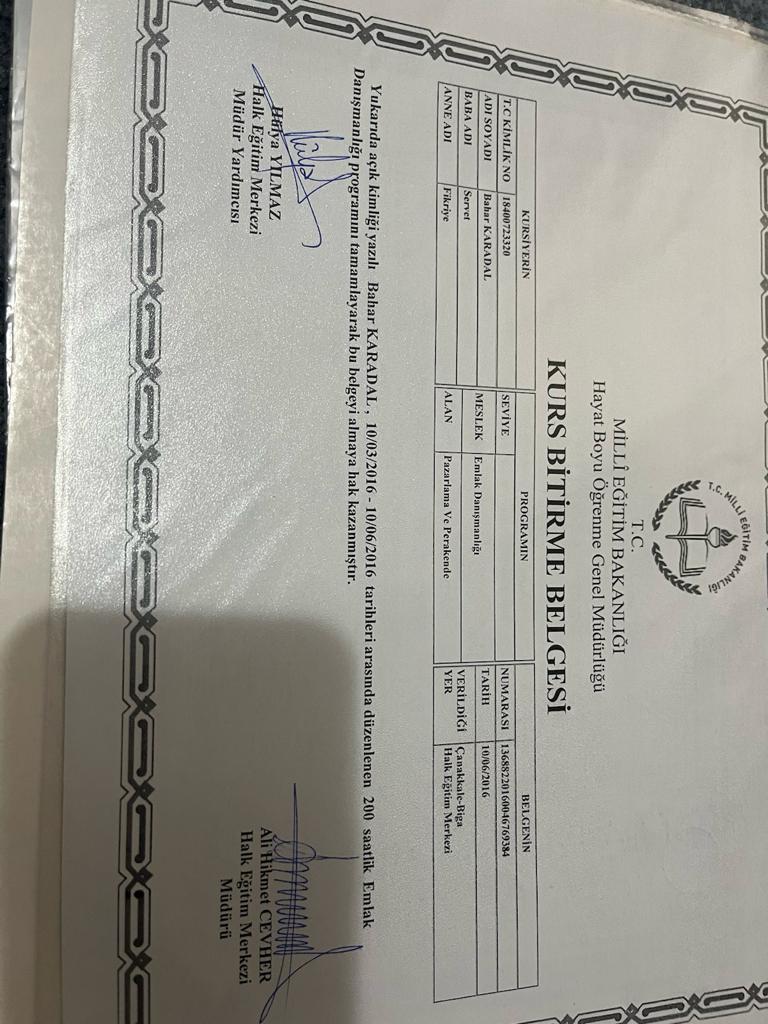 T.C. MİLLİ EĞİTİM BAKANLIĞI
T.C.
MİLLÎ EĞİTİM BAKANLIĞI
Hayat Boyu Öğrenme Genel Müdürlüğü
KURS BİTİRME BELGESİ
KURSİYERİN
T.C KİMLİK NO 18400723320
ADI SOYADI Bahar KARADAL
BABA ADI Servet
ANNE ADI Fikriye
PROGRAMIN
SEVİYE
MESLEK Emlak Danışmanlığı
ALAN Pazarlama Ve Perakende
BELGENİN
NUMARASI 13688220160046769384
TARİH 10/06/2016
VERİLDİĞİ YER Çanakkale-Biga
Halk Eğitim Merkezi
Yukarıda açık kimliği yazılı Bahar KARADAL , 10/03/2016 - 10/06/2016 tarihleri arasında düzenlenen 200 saatlik Emlak
Danışmanlığı programını tamamlayarak bu belgeyi almaya hak kazanmıştır.
Hülya YILMAZ
Halk Eğitim Merkezi
Müdür Yardımcısı
Ali Hikmet CEVHER
Halk Eğitim Merkezi
Müdürü